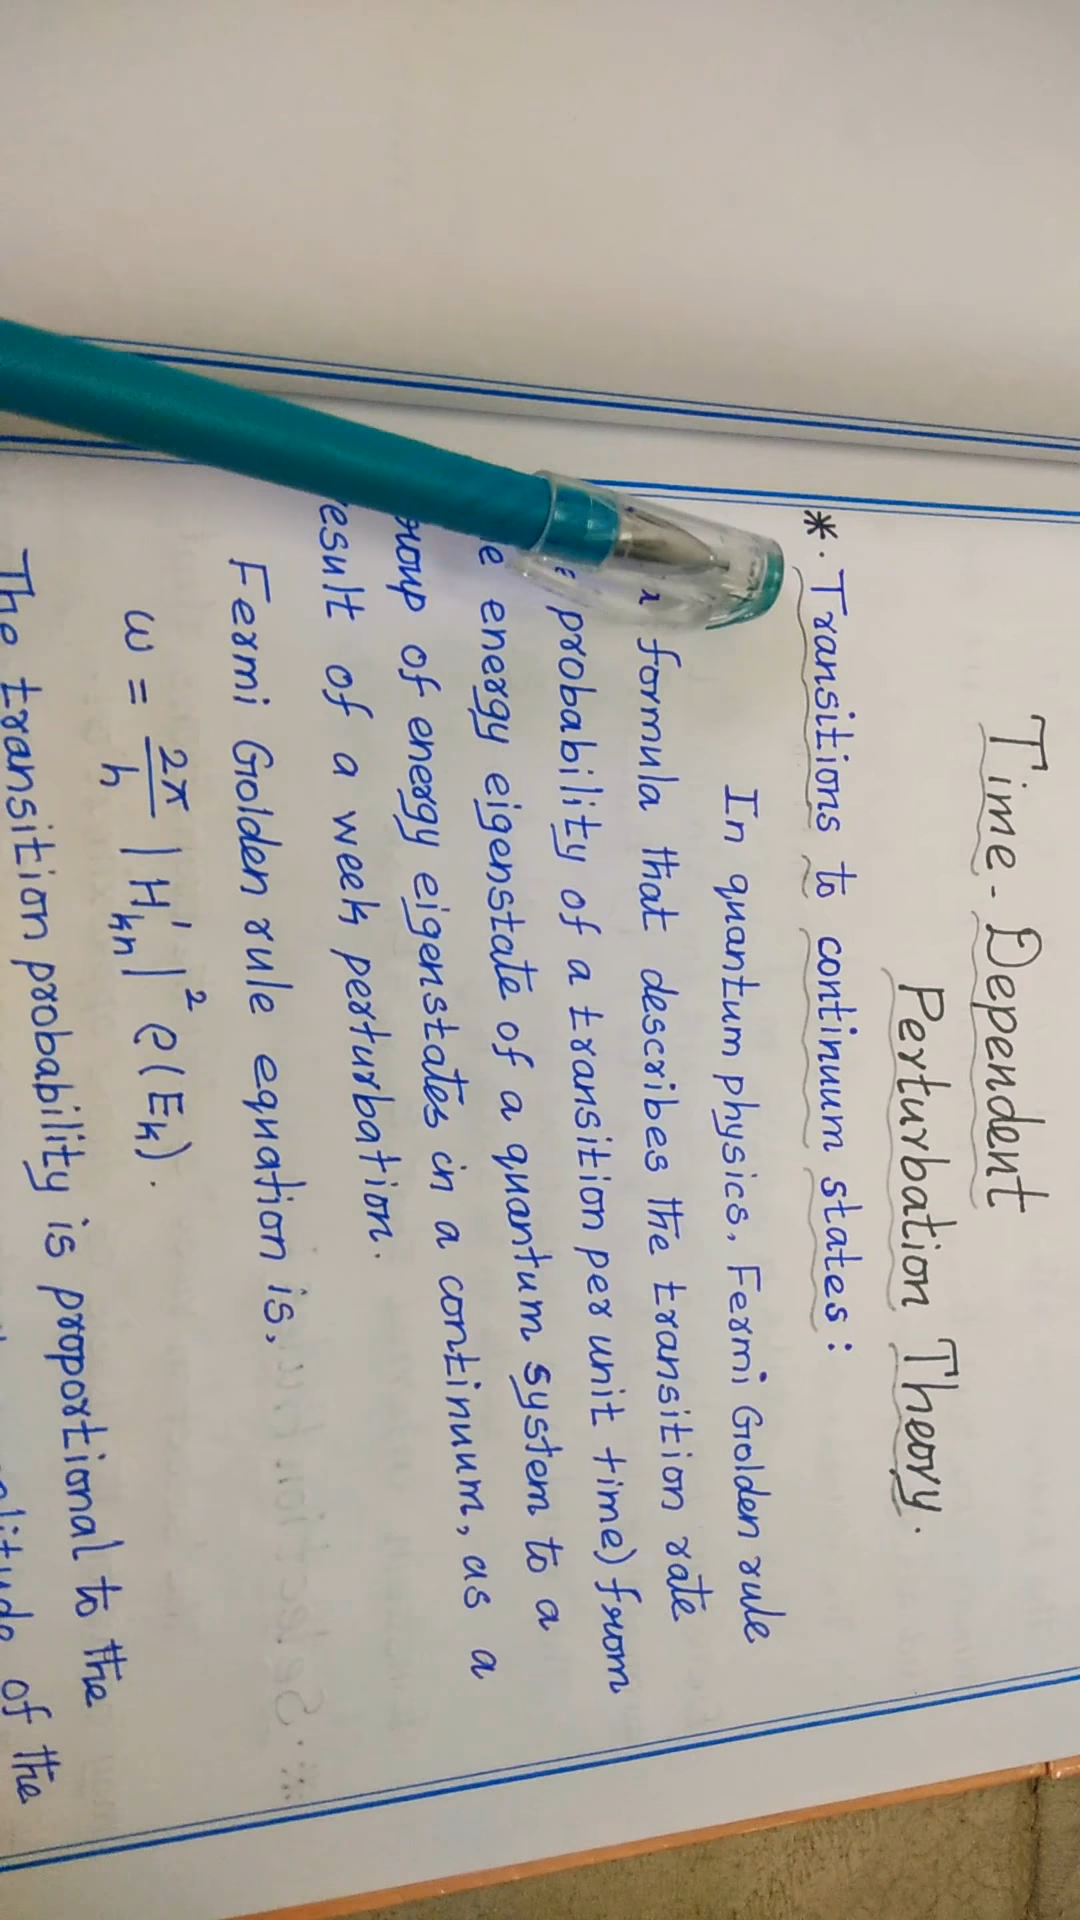 Time-Dependent
Perturbation Theory.
*. Transitions to continuum states:
In quantum physics, Fermi Golden rule
formula that describes the transition rate
probability of a transition per unit time) from
energy eigenstate of a quantum system to a
group of energy eigenstates in a continuum, as a
result of a week perturbation.
Fermi Golden rule equation is,
ω = 2π/ħ |H'kn|² ρ(Ek).
The transition probability is proportional to the
of the